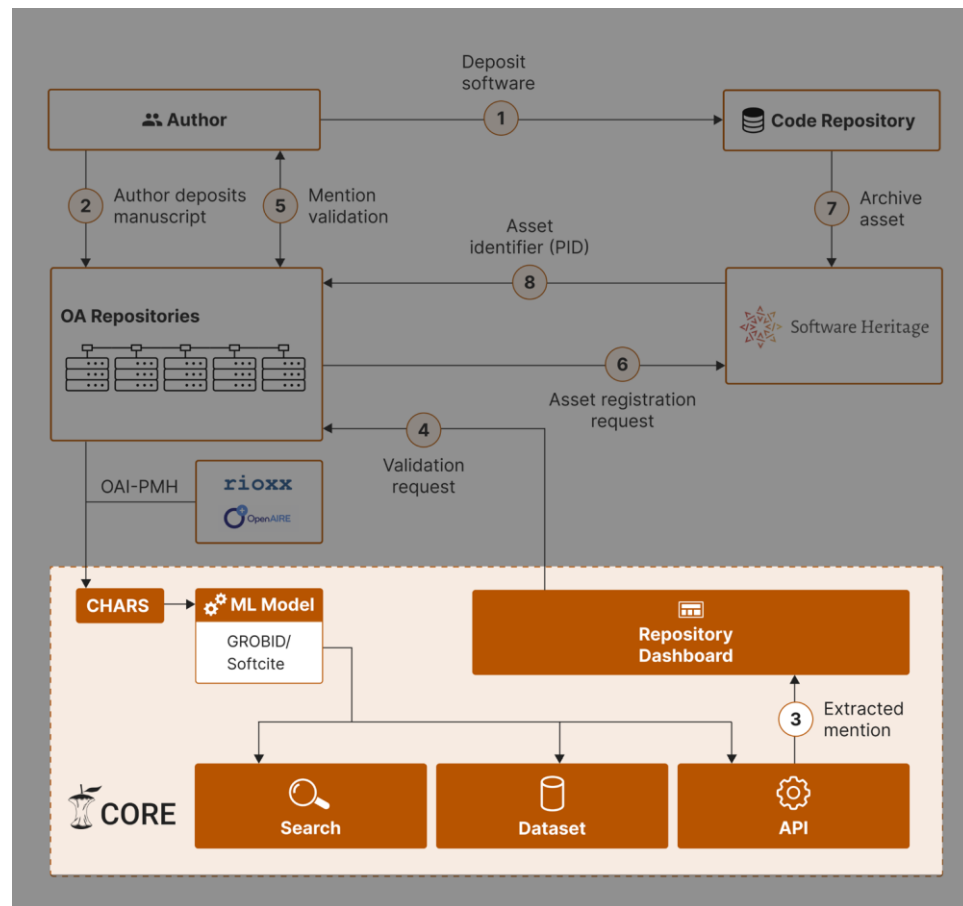 Deposit
software
Author
1
Code Repository
2
Author deposits
manuscript
5
Mention
validation
7
Archive
asset
Asset
identifier (PID)
8
OA Repositories
Software Heritage
6
Asset registration
request
4
Validation
request
OAI-PMH
rioxx
OpenAIRE
CHARS
ML Model
GROBID/
Softcite
Repository
Dashboard
3
Extracted
mention
CORE
Search
Dataset
API